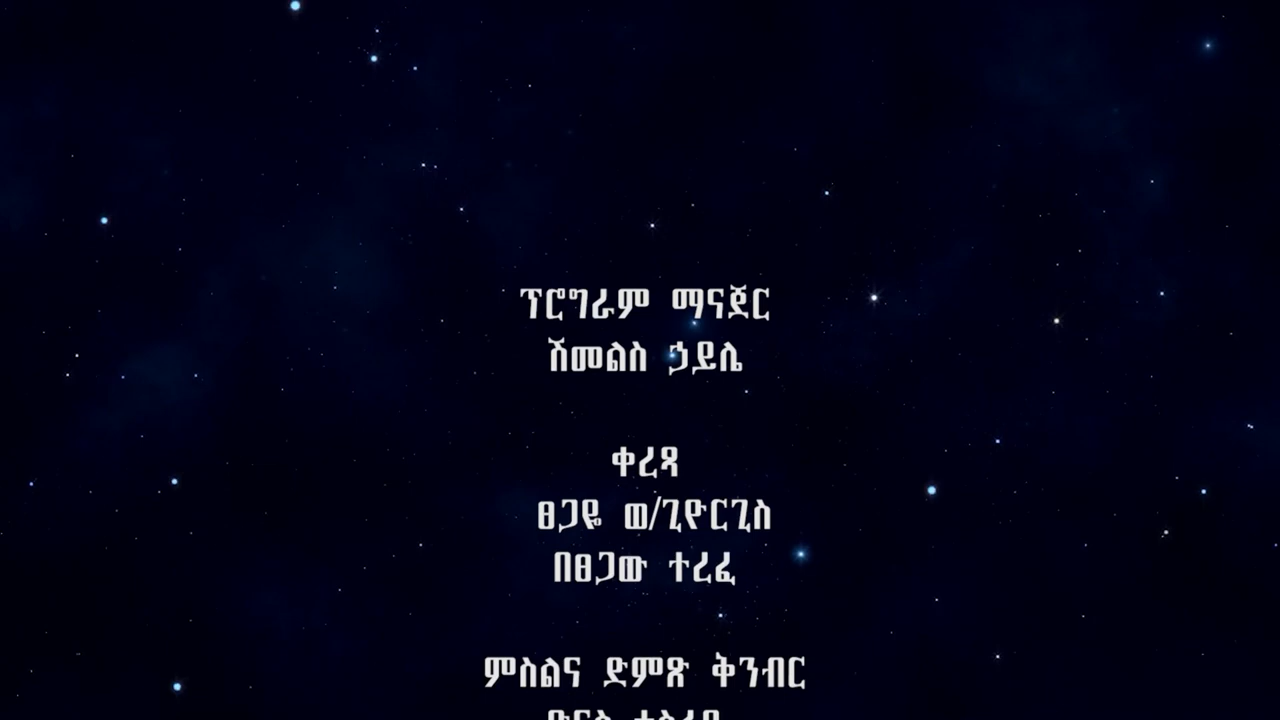 ፕሮግራም ማናጀር
ሽመልስ ኃይሌ
ቀረጻ
ፀጋዬ ወ/ጊዮርጊስ
በፀጋው ተረፈ
ምስልና ድምጽ ቅንብር